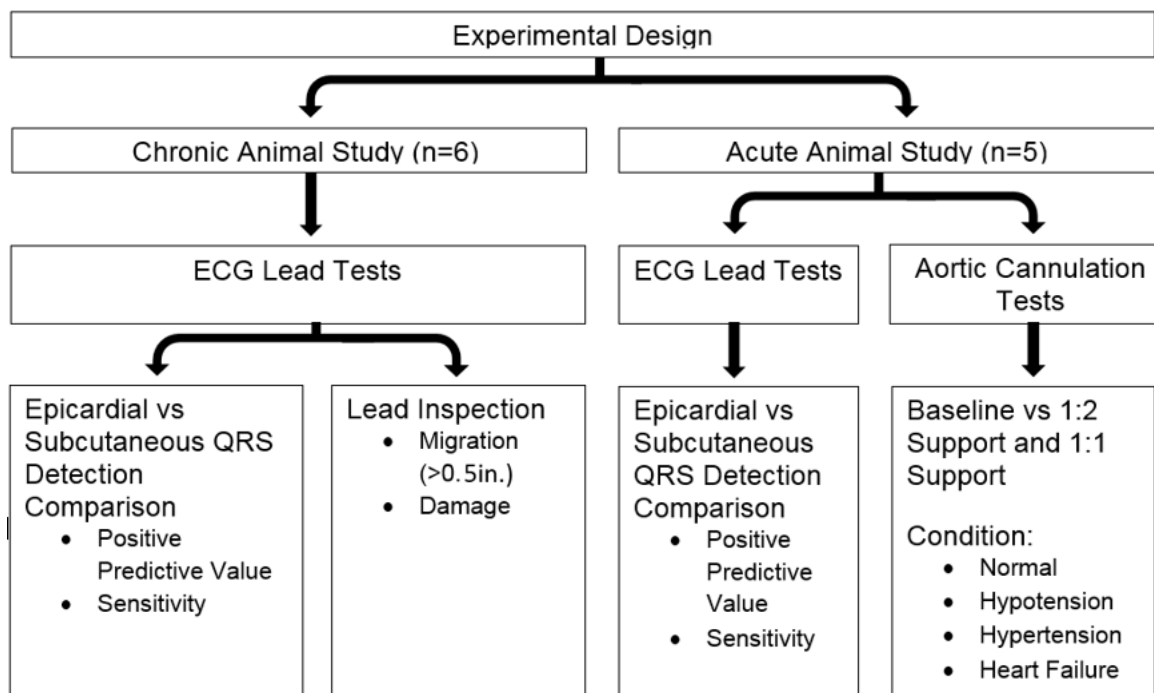 Experimental Design
Chronic Animal Study (n=6)
Acute Animal Study (n=5)
ECG Lead Tests
ECG Lead Tests
Aortic Cannulation
Tests
Epicardial vs
Subcutaneous QRS
Detection
Comparison
• Positive
Predictive Value
• Sensitivity
Lead Inspection
• Migration
(>0.5in.)
• Damage
Epicardial vs
Subcutaneous
QRS Detection
Comparison
• Positive
Predictive
Value
• Sensitivity
Baseline vs 1:2
Support and 1:1
Support
Condition:
• Normal
• Hypotension
• Hypertension
• Heart Failure